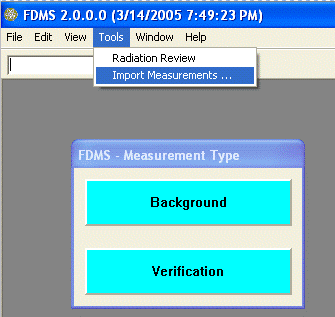 FDMS 2.0.0.0 (3/14/2005 7:49:23 PM)
File Edit View Tools Window Help
Radiation Review
Import Measurements ...
FDMS - Measurement Type
Background
Verification